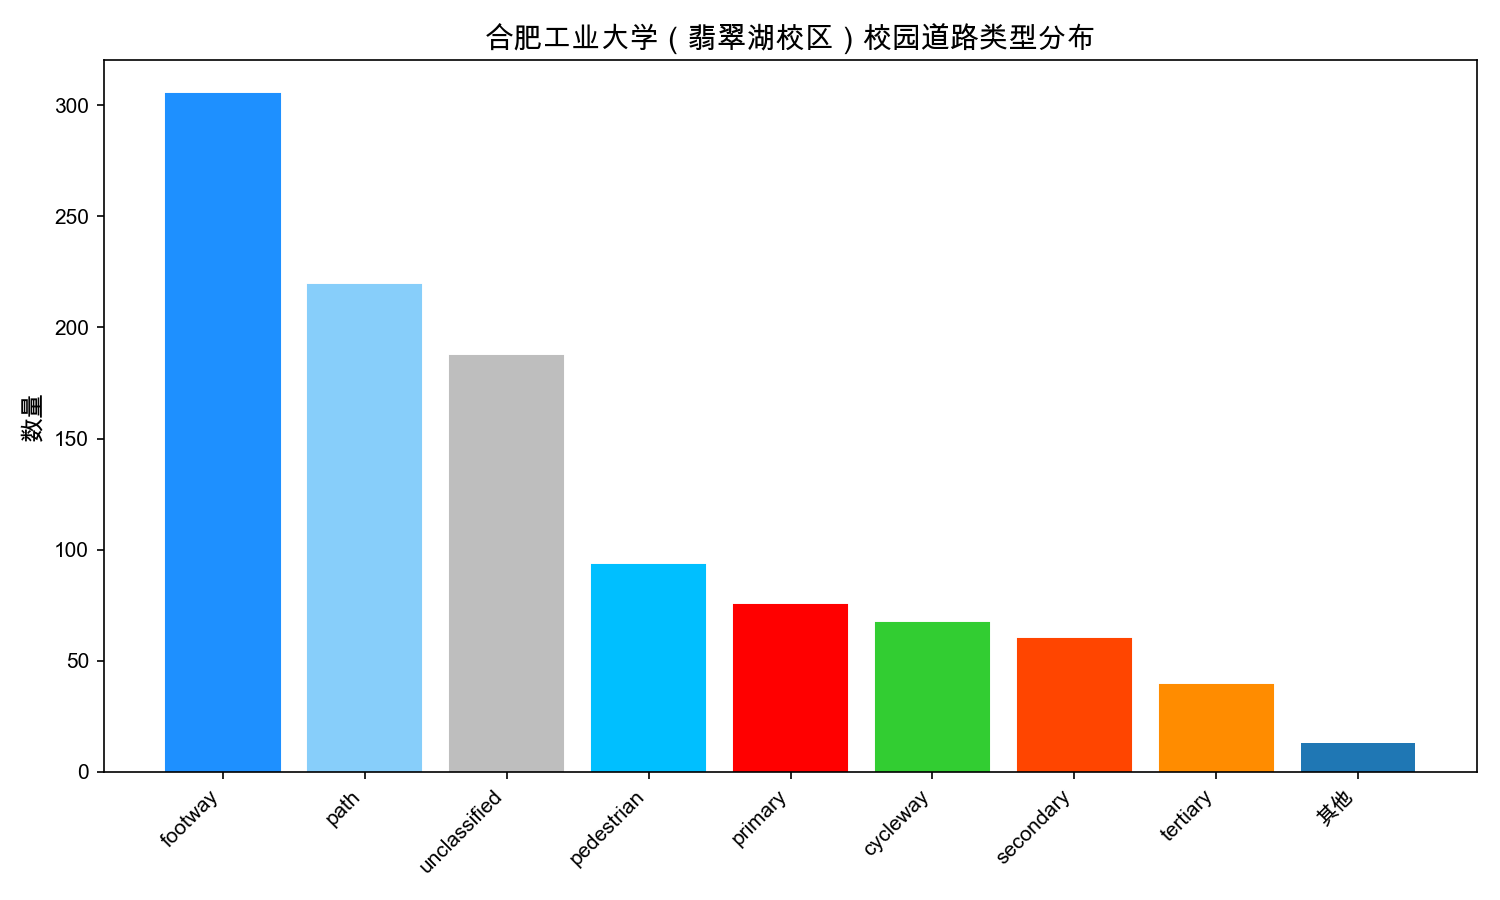 合肥工业大学（翡翠湖校区）校园道路类型分布
数量
300
250
200
150
100
50
0
footway
path
unclassified
pedestrian
primary
cycleway
secondary
tertiary
其他